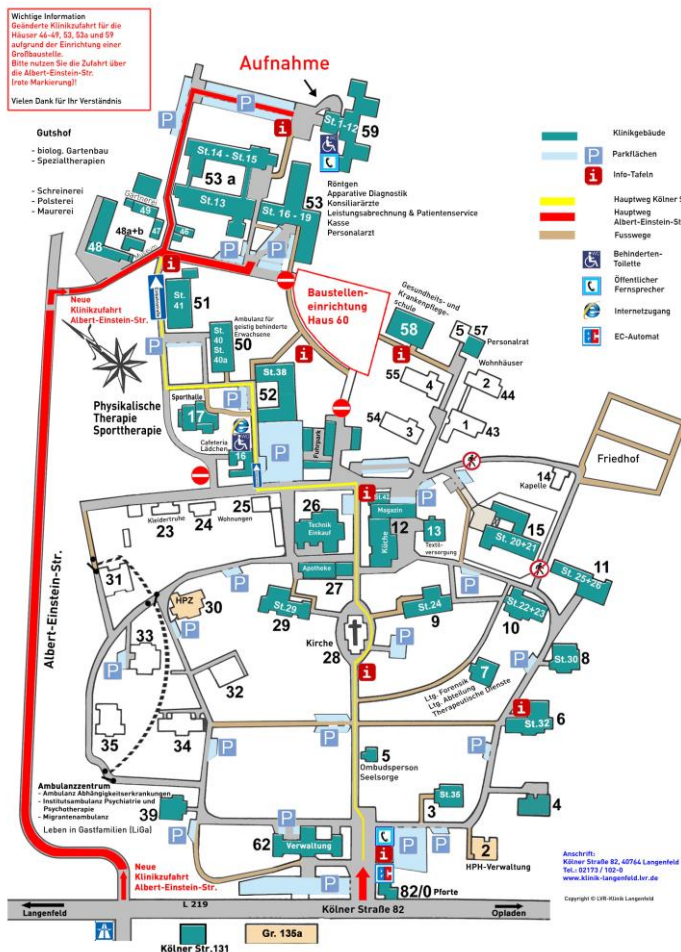 Wichtige Information
Geänderte Klinikzufahrt für die
Häuser 46-49, 53, 53a und 59
aufgrund der Einrichtung einer
Großbaustelle.
Bitte nutzen Sie die Zufahrt über
die Albert-Einstein-Str.
(rote Markierung)!
Vielen Dank für Ihr Verständnis
Aufnahme
St.1-12
59
Gutshof
- biolog. Gartenbau
- Spezialtherapien
- Schreinerei
- Polsterei
- Maurerei
St.14 - St.15
53 a
St.13
St. 16 - 19
53
Röntgen
Apparative Diagnostik
Konsiliarärzte
Leistungsabrechnung & Patientenservice
Kasse
Personalarzt
Klinikgebäude
P Parkflächen
i Info-Tafeln
Hauptweg Kölner S
Hauptweg
Albert-Einstein-St
Fusswege
Behinderten-
Toilette
Öffentlicher
Fernsprecher
Internetzugang
EC-Automat
Gärtnerei
49
48a+b
47
46
48
Neue
Klinikzufahrt
Albert-Einstein-Str.
St.
41
51
St.
40
St.
40a
50
Ambulanz für
geistig behinderte
Erwachsene
Baustellen-
einrichtung
Haus 60
Gesundheits- und
Krankenpflege-
schule
58
5
57
Personalrat
Wohnhäuser
55
4
2
44
54
3
1
43
St.38
52
Physikalische
Therapie
Sporttherapie
Sporthalle
17
Cafeteria
Lädchen
16
Fuhrpark
Friedhof
14
Kapelle
25
Wohnungen
Kleidertruhe
23
24
26
Technik
Einkauf
St.42
Magazin
12
Küche
13
Textil-
versorgung
15
St. 20+21
11
St. 25+26
Apotheke
27
31
HPZ
30
St.29
29
St.24
9
St.22+23
10
St.30
8
33
Kirche
28
7
Ltg. Forensik
Ltg. Abteilung
Therapeutische Dienste
32
35
34
St.32
6
5
Ombudsperson
Seelsorge
Albert-Einstein-Str.
Ambulanzzentrum
- Ambulanz Abhängigkeitserkrankungen
- Institutsambulanz Psychiatrie und
Psychotherapie
- Migrantenambulanz
Leben in Gastfamilien (LiGa)
39
St.36
3
4
62
Verwaltung
2
HPH-Verwaltung
Neue
Klinikzufahrt
Albert-Einstein-Str.
82/0 Pforte
Anschrift:
Kölner Straße 82, 40764 Langenfeld
Tel.: 02173 / 102-0
www.klinik-langenfeld.lvr.de
Copyright © LVR-Klinik Langenfeld
Langenfeld
L 219
Kölner Straße 82
Opladen
Kölner Str.131
Gr. 135a